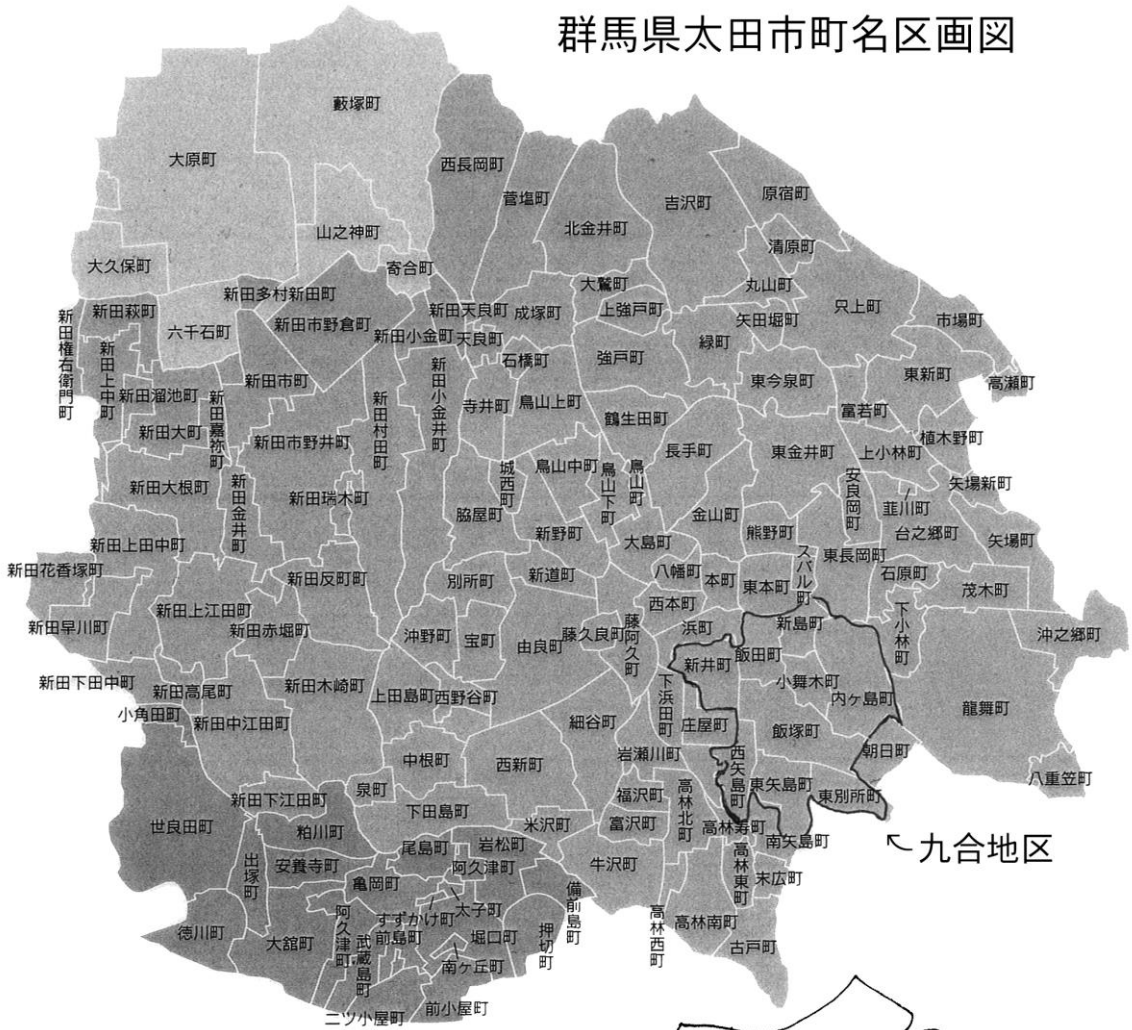 群馬県太田市町名区画図
藪塚町
大原町
西長岡町
菅塩町
北金井町
吉沢町
原宿町
山之神町
清原町
大久保町
寄合町
大鷲町
丸山町
新田多村新田町
新田萩町
六千石町
新田市野倉町
新田小金町
新田天良町
天良町
成塚町
上強戸町
矢田堀町
只上町
市場町
新田権右衛門町
新田上中町
新田溜池町
新田市町
石橋町
強戸町
緑町
東今泉町
東新町
高瀬町
新田大町
新田嘉祢町
新田市野井町
新田村田町
新田小金井町
寺井町
鳥山上町
鶴生田町
富若町
植木野町
新田大根町
新田金井町
新田瑞木町
城西町
鳥山中町
鳥山下町
鳥山町
長手町
東金井町
安良岡町
上小林町
矢場新町
韮川町
台之郷町
矢場町
脇屋町
新野町
大島町
金山町
熊野町
新田上田中町
新田花香塚町
新田反町町
別所町
新道町
八幡町
本町
東本町
スバル町
東長岡町
石原町
茂木町
新田早川町
新田上江田町
新田赤堀町
沖野町
宝町
由良町
藤久良町
藤阿久町
西本町
浜町
新島町
下小林町
沖之郷町
新井町
飯田町
小舞木町
内ヶ島町
新田下田中町
新田高尾町
新田木崎町
上田島町
西野谷町
下浜田町
龍舞町
小角田町
新田中江田町
細谷町
庄屋町
飯塚町
朝日町
中根町
西新町
岩瀬川町
西矢島町
東矢島町
東別所町
八重笠町
世良田町
新田下江田町
泉町
下田島町
福沢町
高林北町
粕川町
米沢町
富沢町
高林寿町
南矢島町
九合地区
尾島町
岩松町
出塚町
安養寺町
阿久津町
牛沢町
高林東町
末広町
亀岡町
太子町
備前島町
すずかけ町
前島町
徳川町
大舘町
阿久津町
武蔵島町
堀口町
押切町
高林西町
高林南町
古戸町
南ヶ丘町
前小屋町
二ツ小屋町